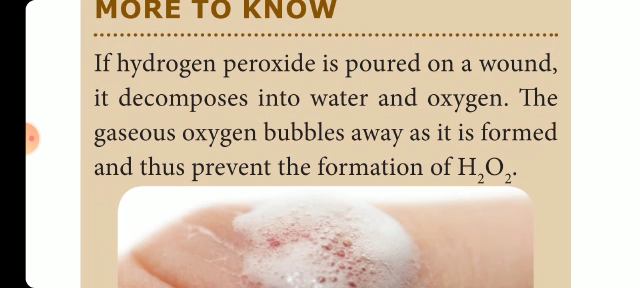 MORE TO KNOW
If hydrogen peroxide is poured on a wound,
it decomposes into water and oxygen. The
gaseous oxygen bubbles away as it is formed
and thus prevent the formation of H₂O₂.